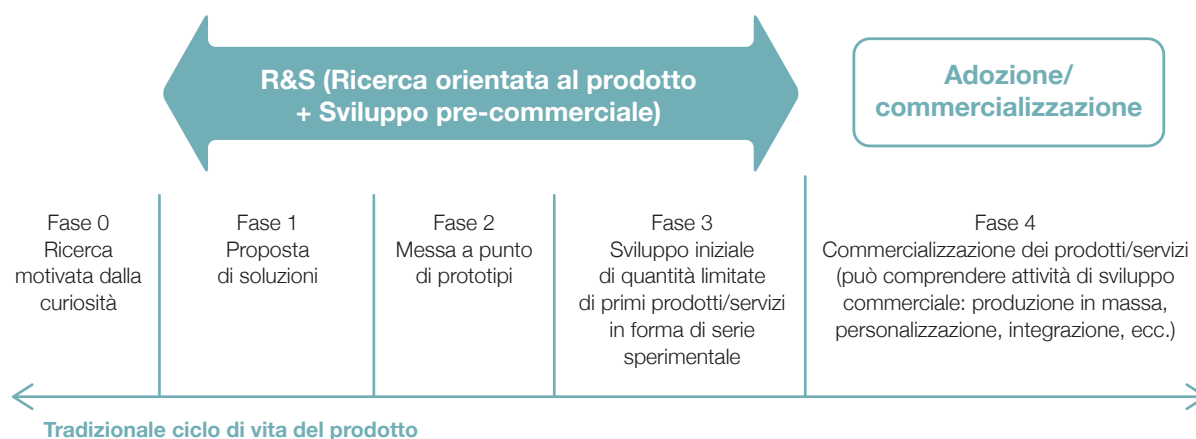 R&S (Ricerca orientata al prodotto
+ Sviluppo pre-commerciale)
Adozione/
commercializzazione
Fase 0
Ricerca
motivata dalla
curiosità
Fase 1
Proposta
di soluzioni
Fase 2
Messa a punto
di prototipi
Fase 3
Sviluppo iniziale
di quantità limitate
di primi prodotti/servizi
in forma di serie
sperimentale
Fase 4
Commercializzazione dei prodotti/servizi
(può comprendere attività di sviluppo
commerciale: produzione in massa,
personalizzazione, integrazione, ecc.)
Tradizionale ciclo di vita del prodotto